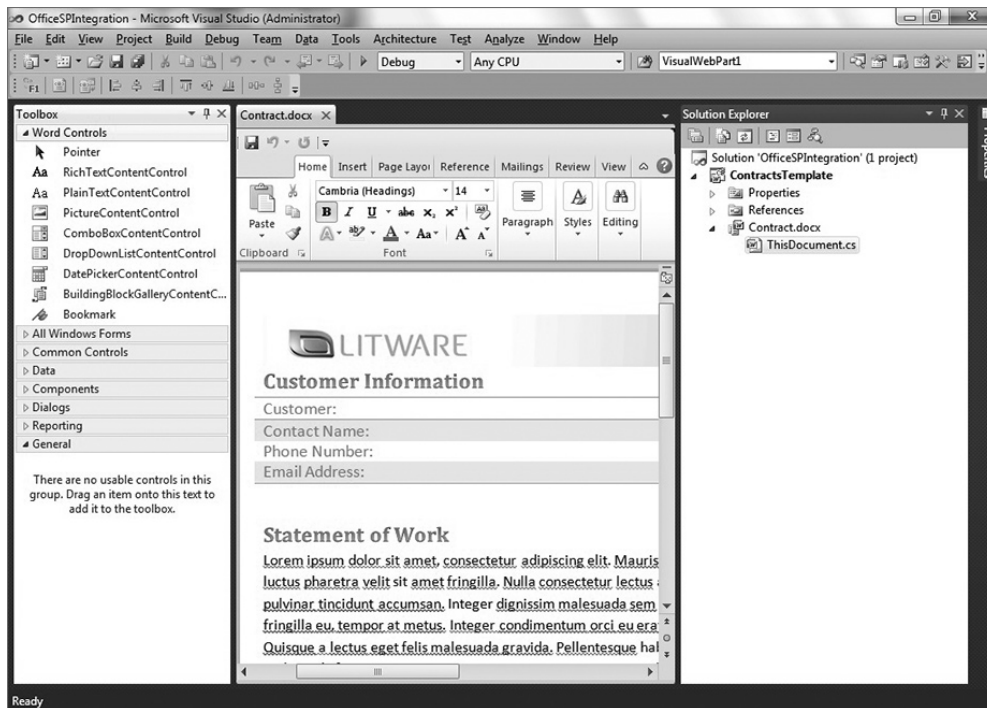 OfficeSPIntegration - Microsoft Visual Studio (Administrator)
File Edit View Project Build Debug Team Data Tools Architecture Test Analyze Window Help
Debug Any CPU VisualWebPart1
Toolbox
Word Controls
Pointer
Aa RichTextContentControl
Aa PlainTextContentControl
PictureContentControl
ComboBoxContentControl
DropDownListContentControl
DatePickerContentControl
BuildingBlockGalleryContentC...
Bookmark
All Windows Forms
Common Controls
Data
Components
Dialogs
Reporting
General
There are no usable controls in this
group. Drag an item onto this text to
add it to the toolbox.
Contract.docx
Home Insert Page Layou Reference Mailings Review View
Cambria (Headings) 14
B I U abc x₂ x²
A ab A Aa A A
Paste
Paragraph Styles Editing
Clipboard Font
LITWARE
Customer Information
Customer:
Contact Name:
Phone Number:
Email Address:
Statement of Work
Lorem ipsum dolor sit amet, consectetur adipiscing elit. Mauris
luctus pharetra velit sit amet fringilla. Nulla consectetur lectus
pulvinar tincidunt accumsan. Integer dignissim malesuada sem
fringilla eu, tempor at metus. Integer condimentum orci eu era
Quisque a lectus eget felis malesuada gravida. Pellentesque hal
Solution Explorer
Solution 'OfficeSPIntegration' (1 project)
ContractsTemplate
Properties
References
Contract.docx
ThisDocument.cs
Ready